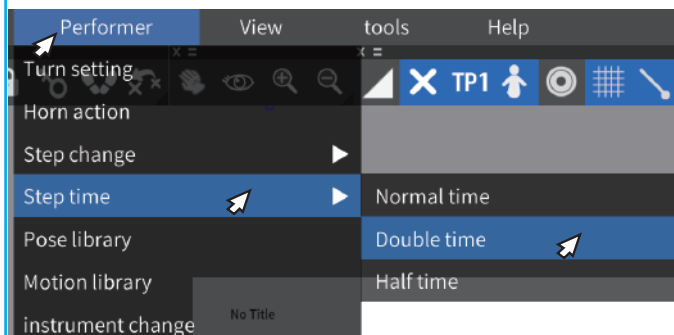 Performer View tools Help
x = x =
Turn setting
TP1
Horn action
Step change
Step time Normal time
Pose library Double time
Motion library Half time
instrument change No Title